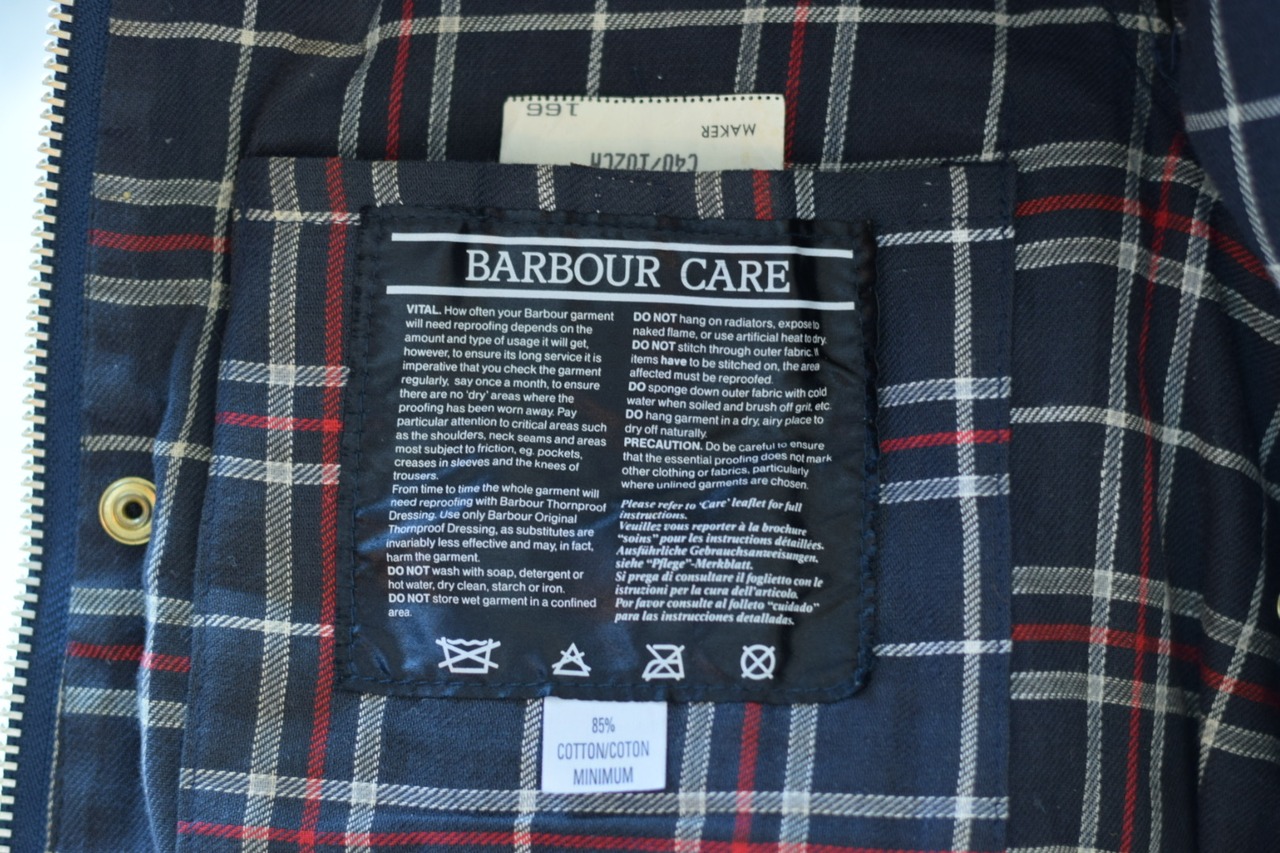 166
MAKER
C40/102CH
BARBOUR CARE
VITAL. How often your Barbour garment
will need reproofing depends on the
amount and type of usage it will get,
however, to ensure its long service it is
imperative that you check the garment
regularly, say once a month, to ensure
there are no 'dry' areas where the
proofing has been worn away. Pay
particular attention to critical areas such
as the shoulders, neck seams and areas
most subject to friction, eg. pockets,
creases in sleeves and the knees of
trousers.
From time to time the whole garment will
need reproofing with Barbour Thornproof
Dressing. Use only Barbour Original
Thornproof Dressing, as substitutes are
invariably less effective and may, in fact,
harm the garment.
DO NOT wash with soap, detergent or
hot water, dry clean, starch or iron.
DO NOT store wet garment in a confined
area.
DO NOT hang on radiators, expose to
naked flame, or use artificial heat to dry.
DO NOT stitch through outer fabric. If
items have to be stitched on, the area
affected must be reproofed.
DO sponge down outer fabric with cold
water when soiled and brush off grit, etc.
DO hang garment in a dry, airy place to
dry off naturally.
PRECAUTION. Do be careful to ensure
that the essential proofing does not mark
other clothing or fabrics, particularly
where unlined garments are chosen.
Please refer to 'Care' leaflet for full
instructions.
Veuillez vous reporter à la brochure
"soins" pour les instructions détaillées.
Ausführliche Gebrauchsanweisungen,
siehe "Pflege"-Merkblatt.
Si prega di consultare il foglietto con le
istruzioni per la cura dell'articolo.
Por favor consulte al folleto "cuidado"
para las instrucciones detalladas.
85%
COTTON/COTON
MINIMUM